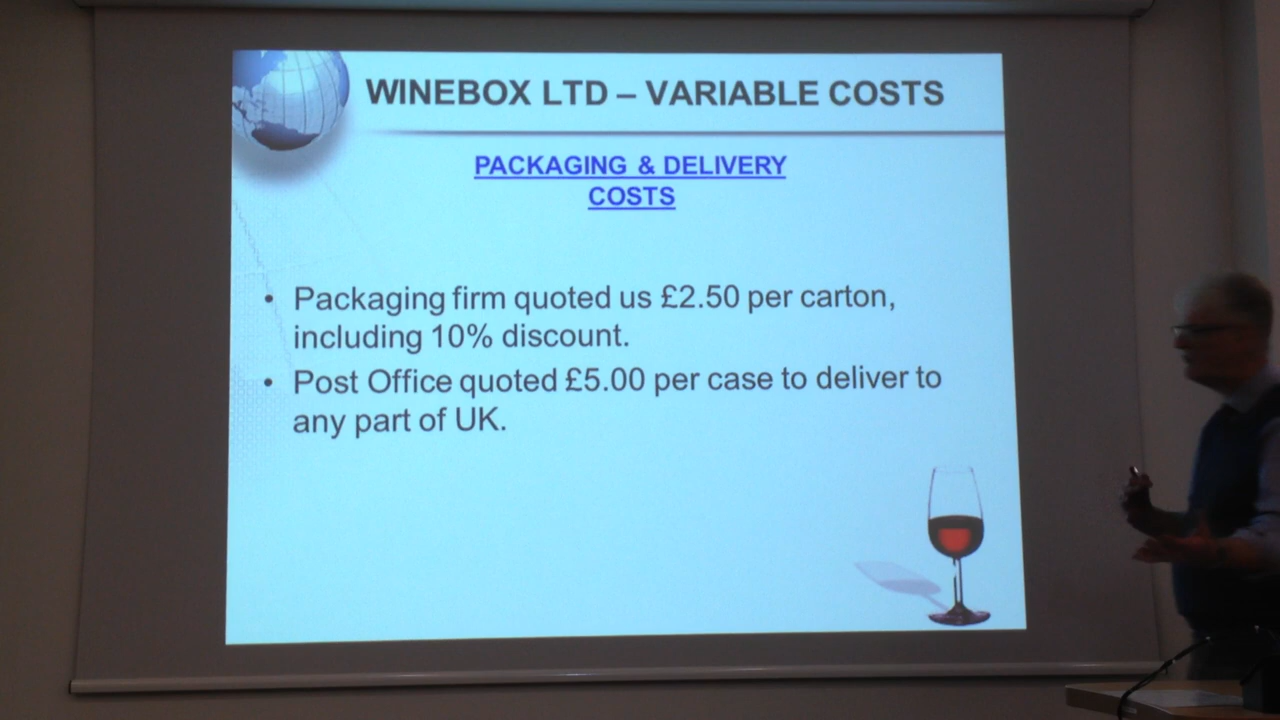 WINEBOX LTD – VARIABLE COSTS
PACKAGING & DELIVERY
COSTS
• Packaging firm quoted us £2.50 per carton,
including 10% discount.
• Post Office quoted £5.00 per case to deliver to
any part of UK.